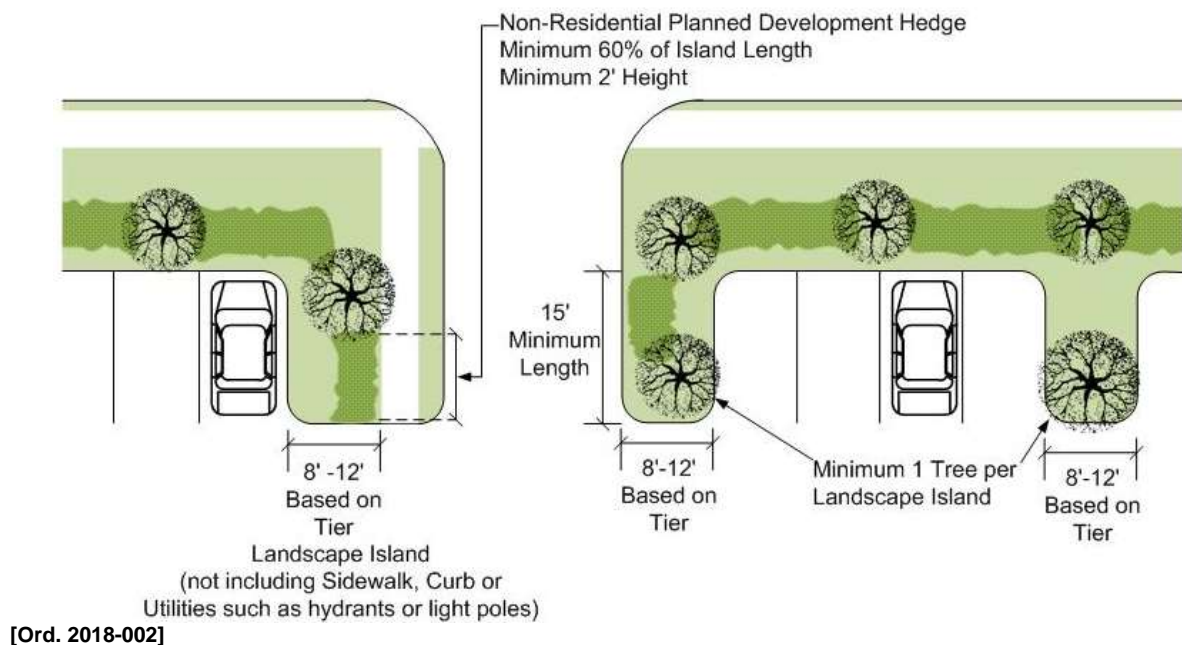 Non-Residential Planned Development Hedge
Minimum 60% of Island Length
Minimum 2' Height
15'
Minimum
Length
8' -12'
Based on
Tier
Landscape Island
(not including Sidewalk, Curb or
Utilities such as hydrants or light poles)
8'-12'
Based on
Tier
Minimum 1 Tree per
Landscape Island
8'-12'
Based on
Tier
[Ord. 2018-002]